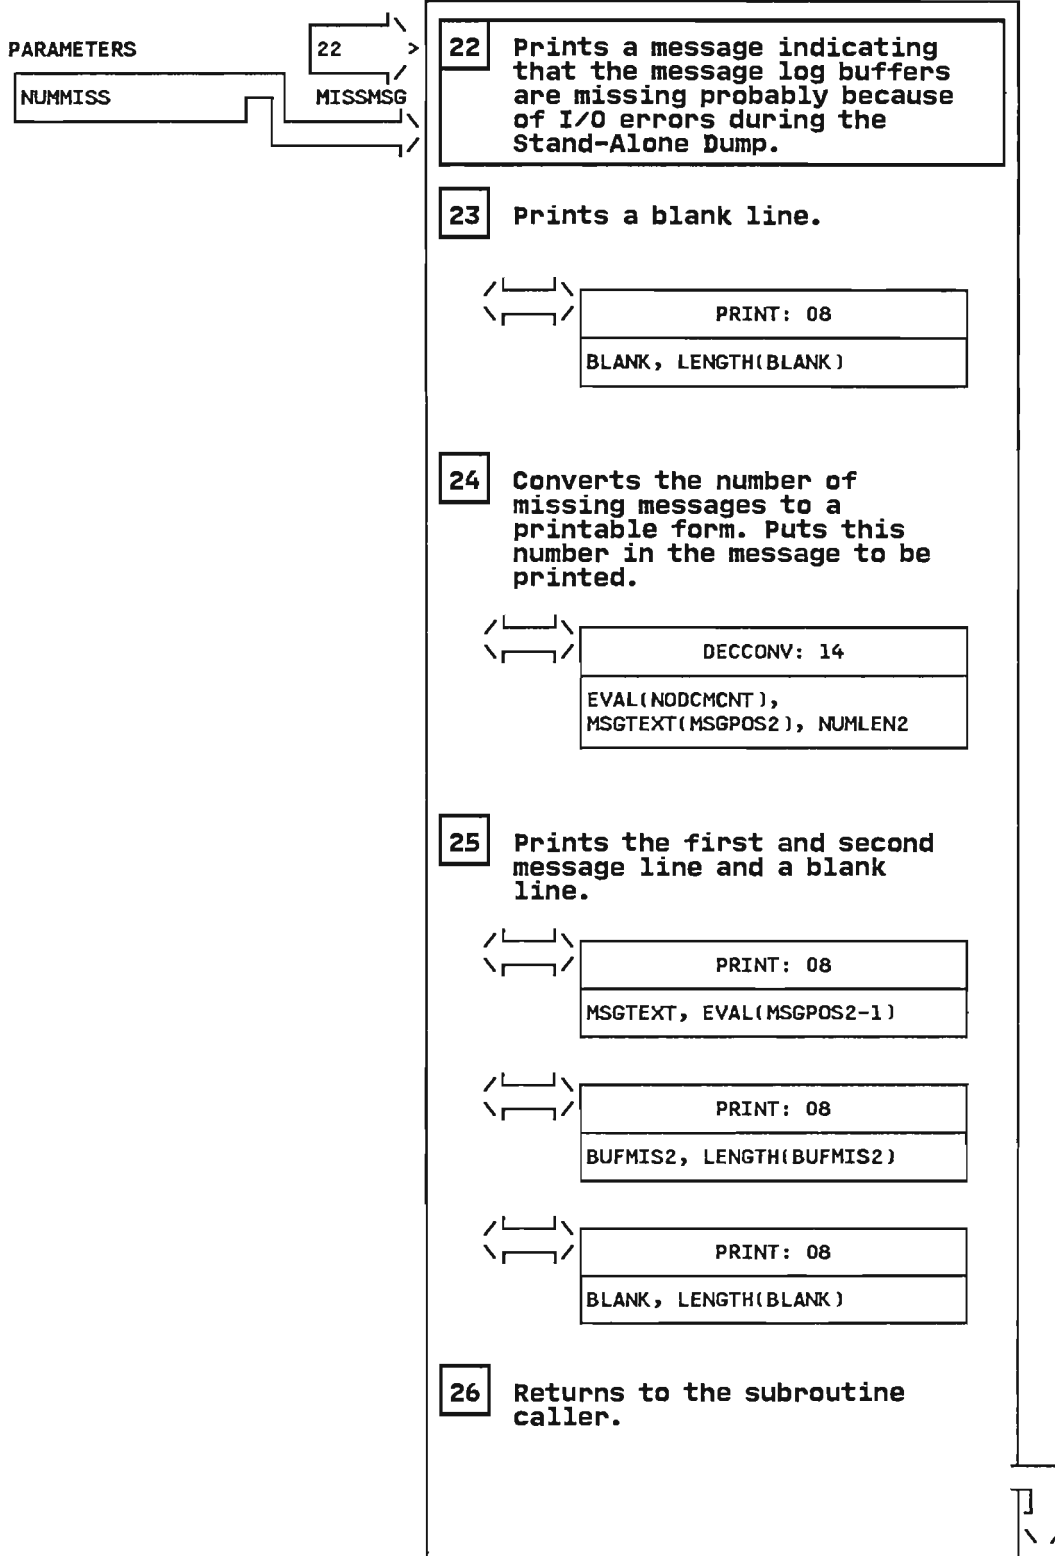 PARAMETERS
22
NUMMISS
MISSMSG
22 Prints a message indicating
that the message log buffers
are missing probably because
of I/O errors during the
Stand-Alone Dump.
23 Prints a blank line.
PRINT: 08
BLANK, LENGTH(BLANK)
24 Converts the number of
missing messages to a
printable form. Puts this
number in the message to be
printed.
DECCONV: 14
EVAL(NODCMCNT),
MSGTEXT(MSGPOS2), NUMLEN2
25 Prints the first and second
message line and a blank
line.
PRINT: 08
MSGTEXT, EVAL(MSGPOS2-1)
PRINT: 08
BUFMIS2, LENGTH(BUFMIS2)
PRINT: 08
BLANK, LENGTH(BLANK)
26 Returns to the subroutine
caller.